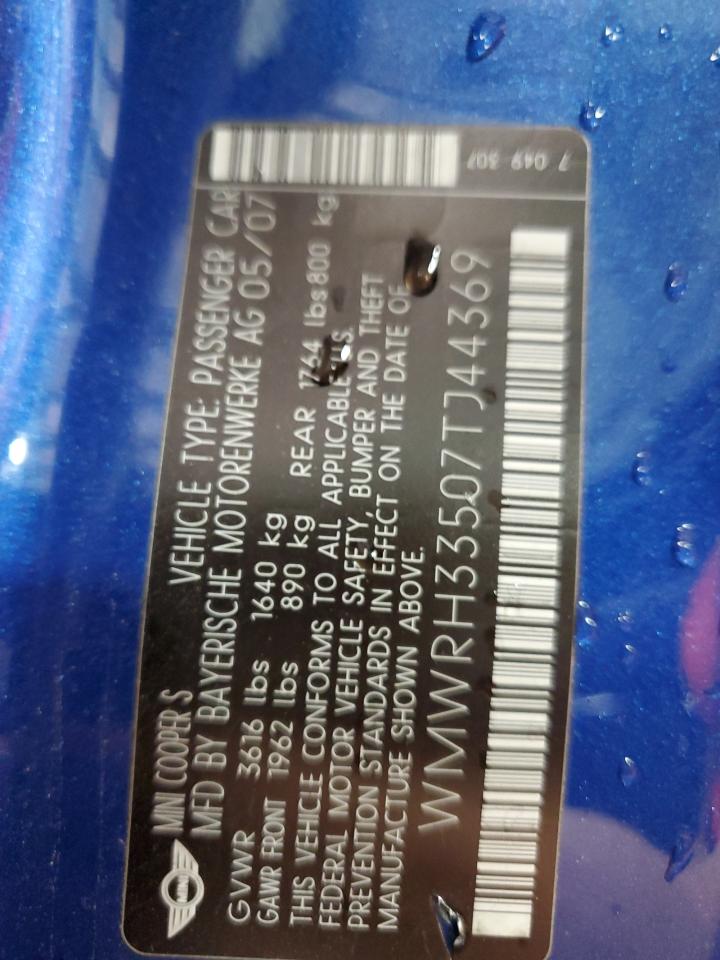 MINI
MINI COOPER S
VEHICLE TYPE: PASSENGER CAR
MFD BY BAYERISCHE MOTORENWERKE AG 05/07
GVWR 3616 lbs 1640 kg
GAWR FRONT 1962 lbs 890 kg REAR 1764 lbs 800 kg
THIS VEHICLE CONFORMS TO ALL APPLICABLE U.S.
FEDERAL MOTOR VEHICLE SAFETY, BUMPER AND THEFT
PREVENTION STANDARDS IN EFFECT ON THE DATE OF
MANUFACTURE SHOWN ABOVE.
WMWRH33507TJ44369
7 049 307